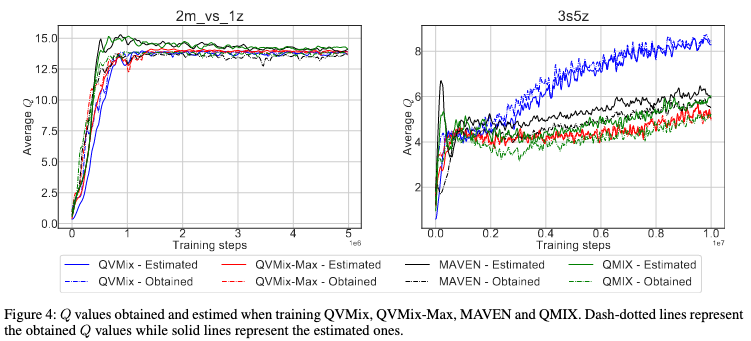 2m_vs_1z
3s5z
15.0
12.5
10.0
7.5
5.0
2.5
0.0
Average Q
0
1
2
3
4
5
Training steps
1e6
8
6
4
2
Average Q
0.0
0.2
0.4
0.6
0.8
1.0
Training steps
1e7
QVMix - Estimated
QVMix-Max - Estimated
MAVEN - Estimated
QMIX - Estimated
QVMix - Obtained
QVMix-Max - Obtained
MAVEN - Obtained
QMIX - Obtained
Figure 4: Q values obtained and estimed when training QVMix, QVMix-Max, MAVEN and QMIX. Dash-dotted lines represent
the obtained Q values while solid lines represent the estimated ones.